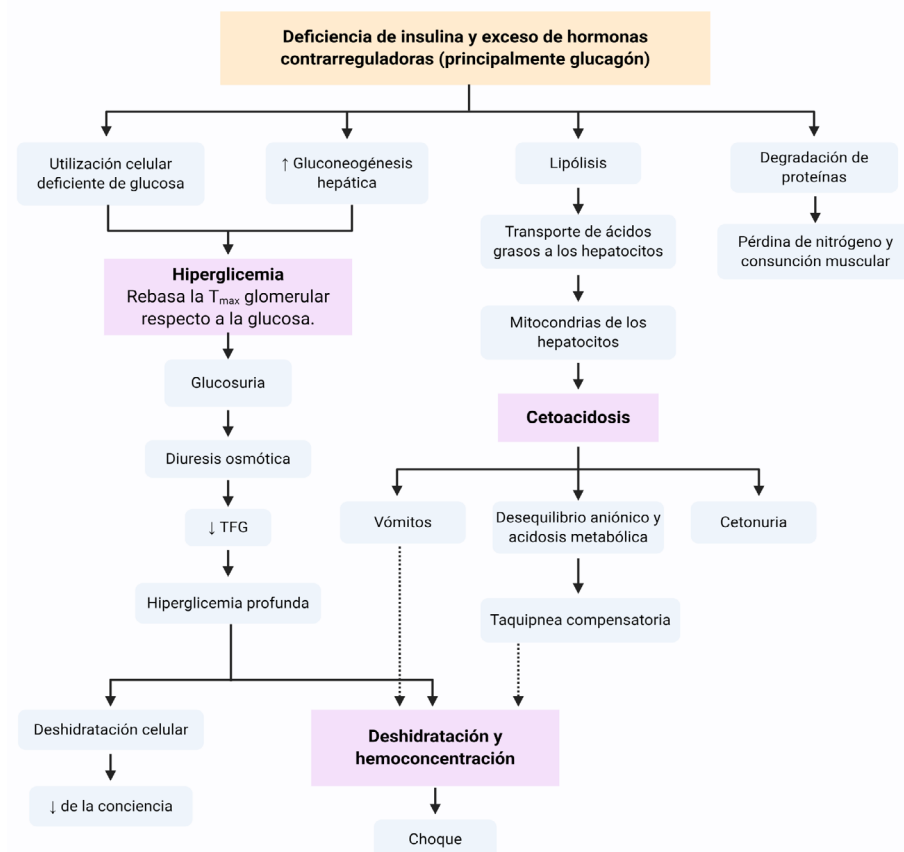 Deficiencia de insulina y exceso de hormonas
contrarreguladoras (principalmente glucagón)
Utilización celular
deficiente de glucosa
↑ Gluconeogénesis
hepática
Lipólisis
Degradación de
proteínas
Transporte de ácidos
grasos a los hepatocitos
Pérdina de nitrógeno y
consunción muscular
Hiperglicemia
Rebasa la Tmax glomerular
respecto a la glucosa.
Mitocondrias de los
hepatocitos
Glucosuria
Cetoacidosis
Diuresis osmótica
↓ TFG
Vómitos
Desequilibrio aniónico y
acidosis metabólica
Cetonuria
Hiperglicemia profunda
Taquipnea compensatoria
Deshidratación celular
Deshidratación y
hemoconcentración
↓ de la conciencia
Choque